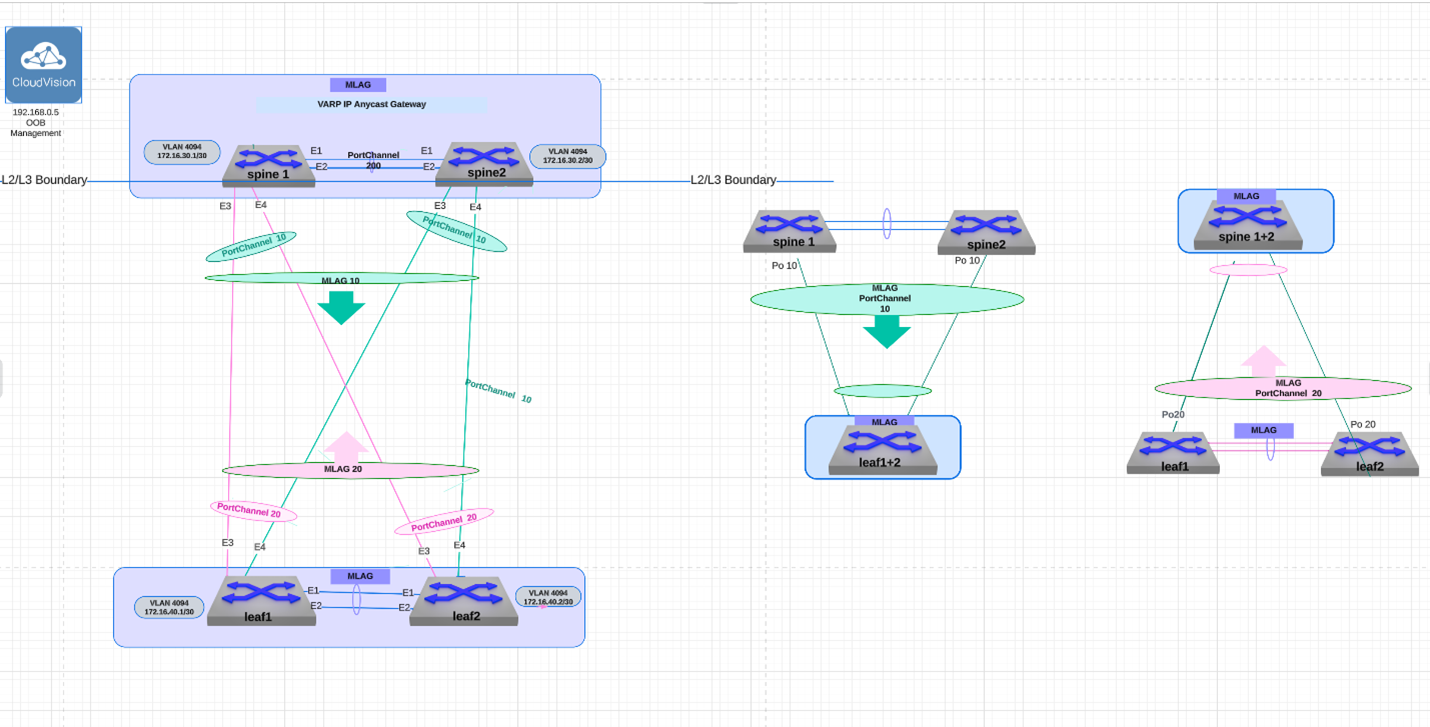 CloudVision
192.168.0.5
OOB
Management
MLAG
VARP IP Anycast Gateway
VLAN 4094
172.16.30.1/30
spine 1
E1
E2
PortChannel
200
E1
E2
spine2
VLAN 4094
172.16.30.2/30
L2/L3 Boundary
L2/L3 Boundary
E3
E4
E3
E4
PortChannel 10
PortChannel 10
MLAG 10
PortChannel 10
MLAG 20
PortChannel 20
PortChannel 20
E3
E4
E3
E4
MLAG
VLAN 4094
172.16.40.1/30
leaf1
E1
E2
E1
E2
leaf2
VLAN 4094
172.16.40.2/30
spine 1
spine2
Po 10
Po 10
MLAG
PortChannel
10
MLAG
leaf1+2
MLAG
spine 1+2
MLAG
PortChannel 20
Po20
Po 20
MLAG
leaf1
leaf2